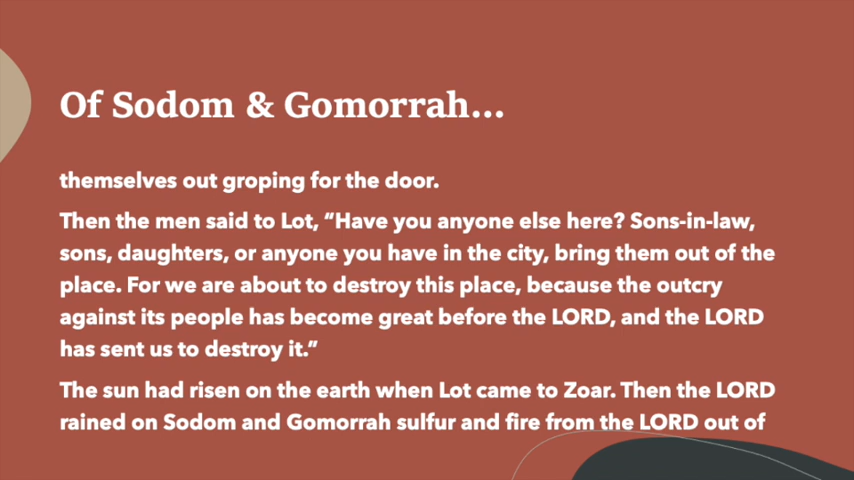 Of Sodom & Gomorrah...
themselves out groping for the door.
Then the men said to Lot, “Have you anyone else here? Sons-in-law,
sons, daughters, or anyone you have in the city, bring them out of the
place. For we are about to destroy this place, because the outcry
against its people has become great before the LORD, and the LORD
has sent us to destroy it.”
The sun had risen on the earth when Lot came to Zoar. Then the LORD
rained on Sodom and Gomorrah sulfur and fire from the LORD out of